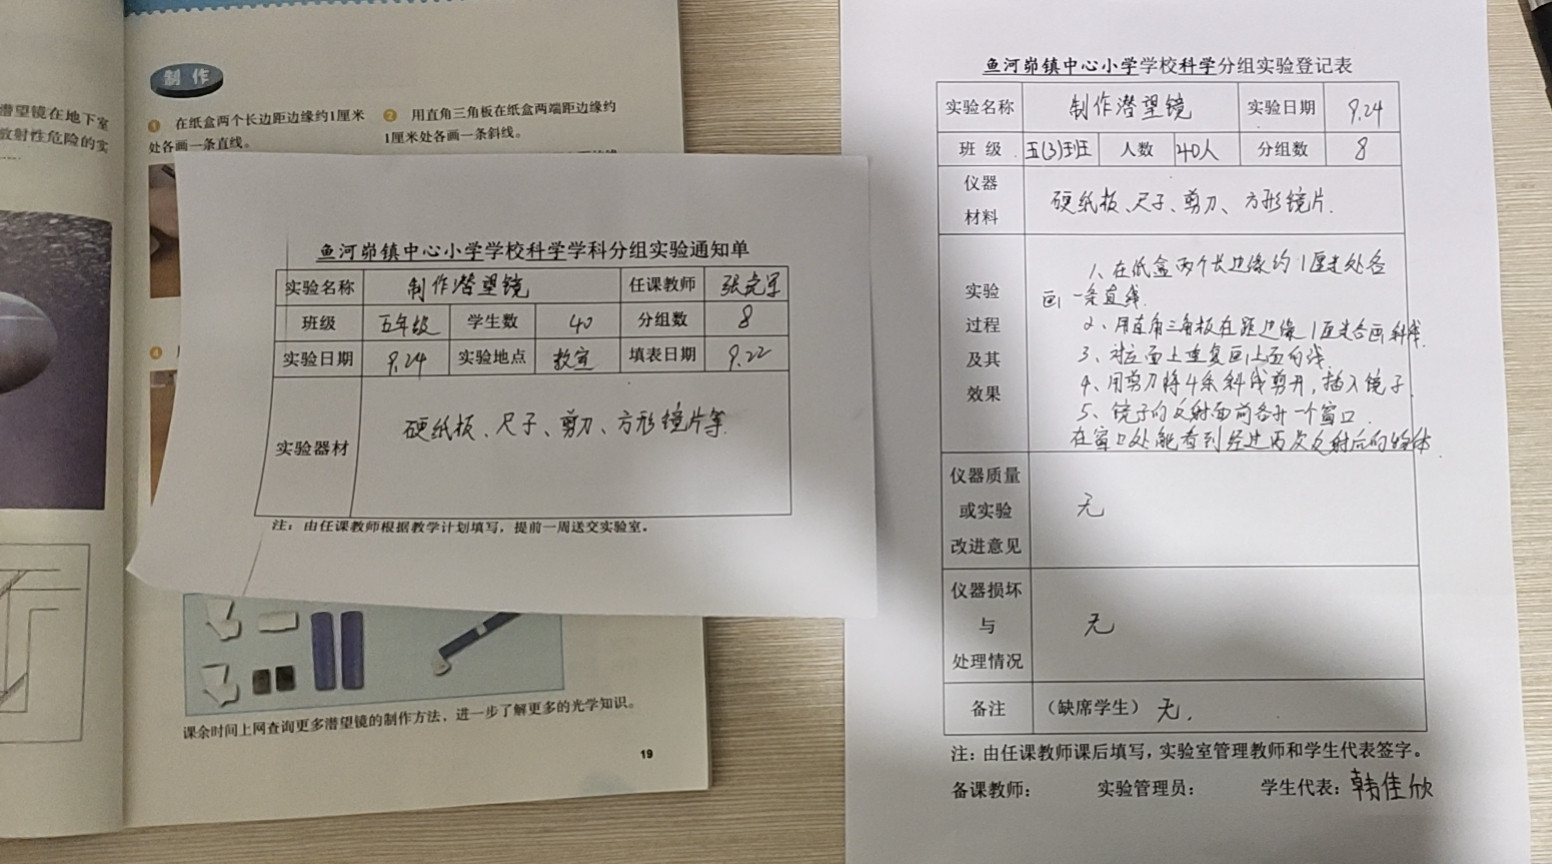 潜望镜在地下室
放射性危险的实
制 作
1 在纸盒两个长边距边缘约1厘米
处各画一条直线。
2 用直角三角板在纸盒两端距边缘约
1厘米处各画一条斜线。
4
鱼河峁镇中心小学学校科学学科分组实验通知单
实验名称 制作潜望镜 任课教师
班级 五年级 学生数 40 分组数 8
实验日期 9.24 实验地点 教室 填表日期 9.22
实验器材 硬纸板、尺子、剪刀、方形镜片等
注：由任课教师根据教学计划填写，提前一周送交实验室。
课余时间上网查询更多潜望镜的制作方法，进一步了解更多的光学知识。
19
鱼河峁镇中心小学学校科学分组实验登记表
实验名称 制作潜望镜 实验日期 9.24
班 级 五(3)班 人数 40人 分组数 8
仪器
材料
硬纸板、尺子、剪刀、方形镜片.
实验
过程
及其
效果
1、在纸盒两个长边缘约1厘米处各
画一条直线.
2、用直角三角板在距边缘1厘米各画斜线.
3、对应面上重复画上面的线.
4、用剪刀将4条斜线剪开,插入镜子.
5、镜子的反射面前各开一个窗口.
在窗口处能看到经过两次反射后的物体.
仪器质量
或实验
改进意见
无
仪器损坏
与
处理情况
无
备注 （缺席学生） 无.
注：由任课教师课后填写，实验室管理教师和学生代表签字。
备课教师： 实验管理员： 学生代表：韩佳欣